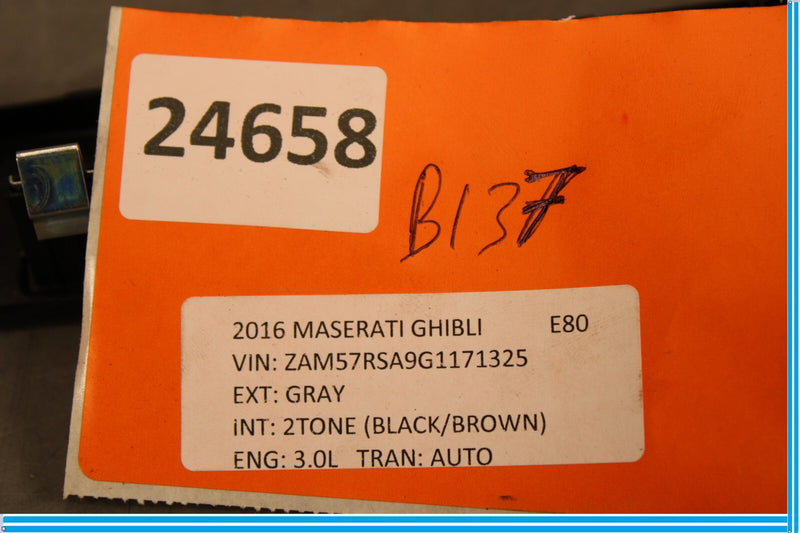 24658
B137
2016 MASERATI GHIBLI E80
VIN: ZAM57RSA9G1171325
EXT: GRAY
INT: 2TONE (BLACK/BROWN)
ENG: 3.0L TRAN: AUTO